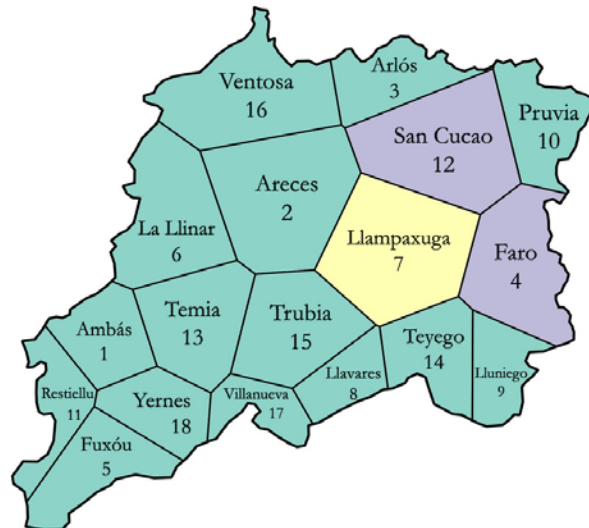 Arlós
3
Ventosa
16
Pruvia
10
San Cucao
12
Areces
2
La Llinar
6
Llampaxuga
7
Faro
4
Temia
13
Trubia
15
Ambás
1
Teyego
14
Lluniego
9
Llavares
8
Restiellu
11
Yernes
18
Villanueva
17
Fuxóu
5